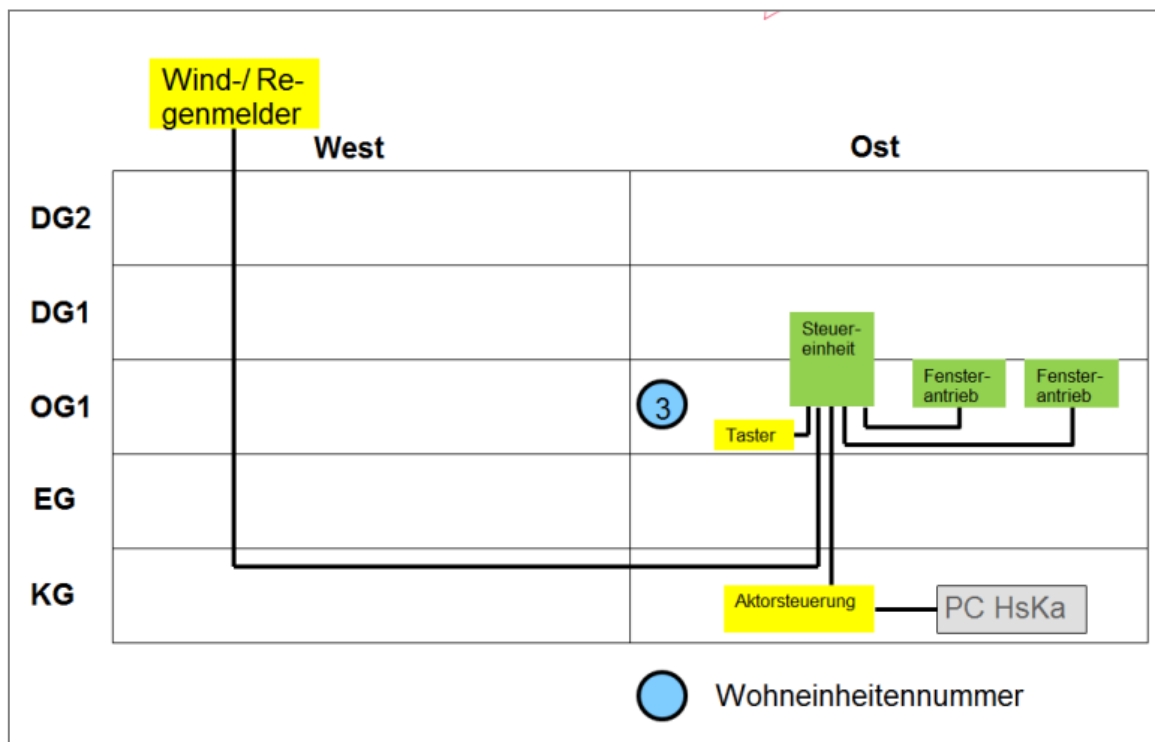 Wind-/ Re-
genmelder
West
Ost
DG2
DG1
Steuer-
einheit
OG1
3
Fenster-
antrieb
Fenster-
antrieb
Taster
EG
KG
Aktorsteuerung
PC HsKa
Wohneinheitennummer